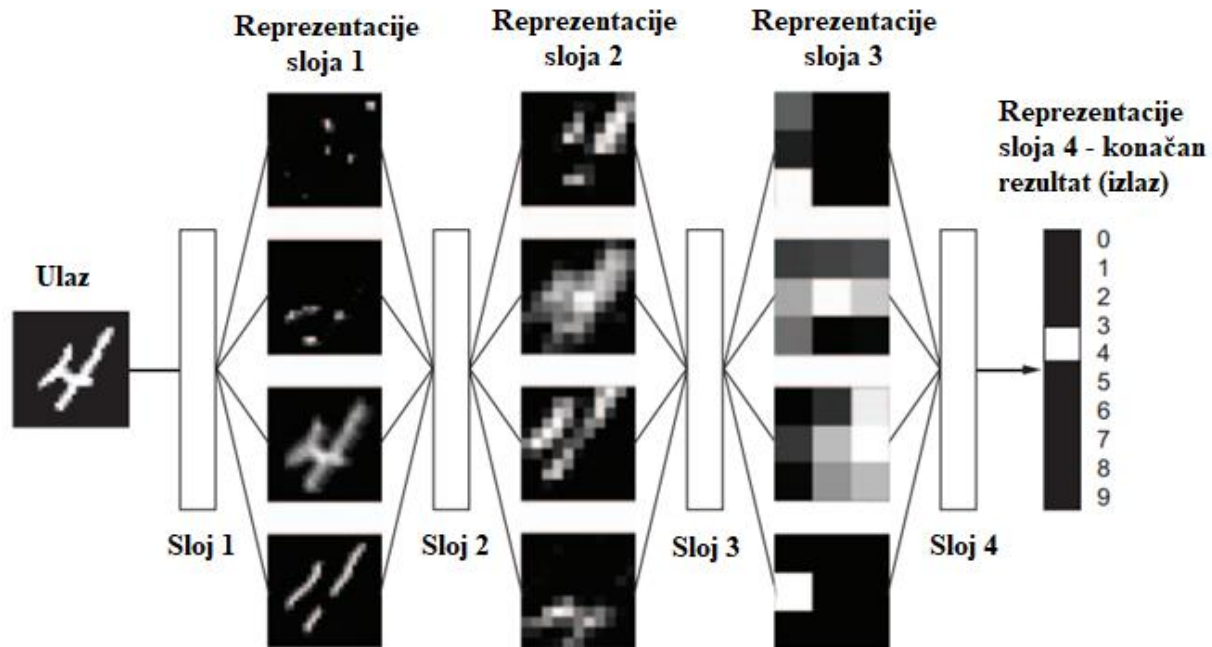 Reprezentacije
sloja 1
Reprezentacije
sloja 2
Reprezentacije
sloja 3
Reprezentacije
sloja 4 - konačan
rezultat (izlaz)
Ulaz
0
1
2
3
4
5
6
7
8
9
Sloj 1
Sloj 2
Sloj 3
Sloj 4